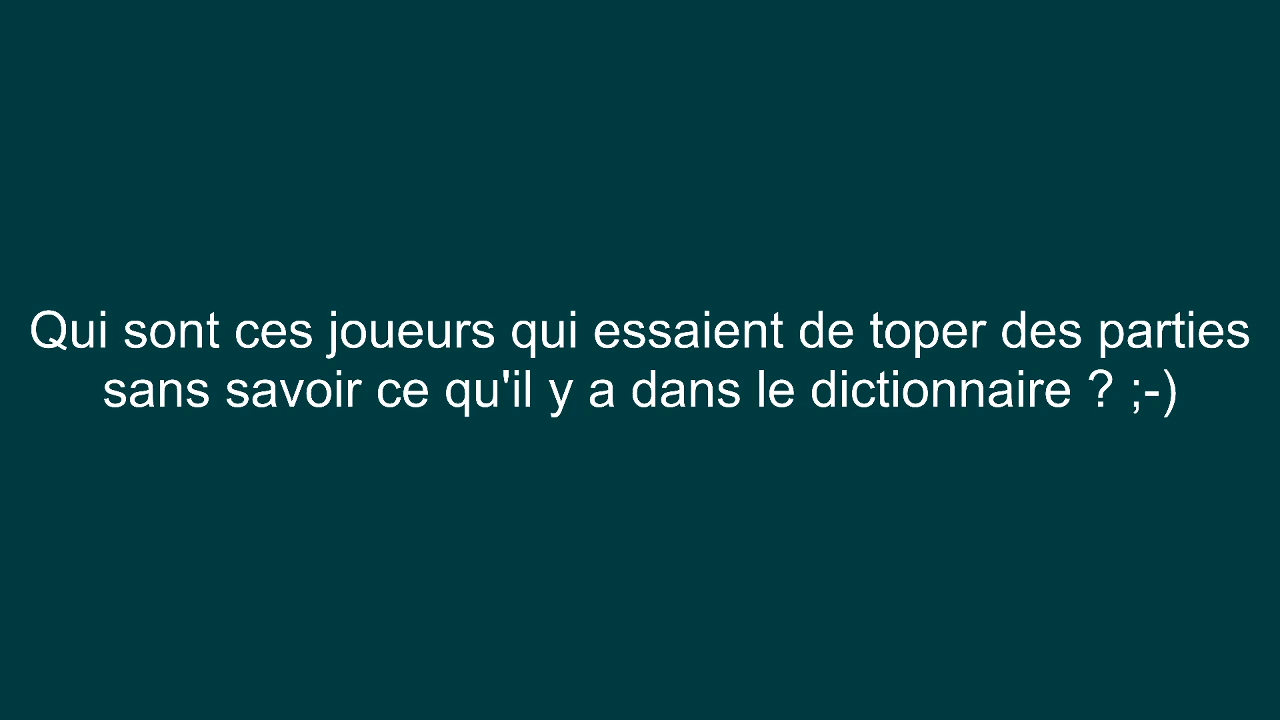 Qui sont ces joueurs qui essaient de toper des parties
sans savoir ce qu'il y a dans le dictionnaire ? ;-)